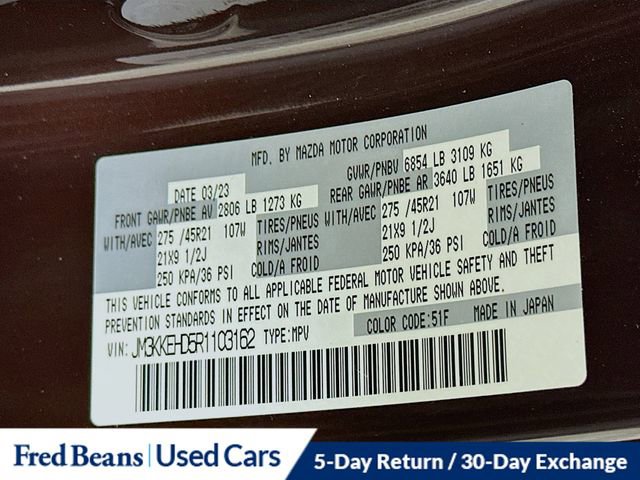 MFD. BY MAZDA MOTOR CORPORATION
DATE 03/23
GVWR/PNBV 6854 LB 3109 KG
FRONT GAWR/PNBE AV 2806 LB 1273 KG
REAR GAWR/PNBE AR 3640 LB 1651 KG
WITH/AVEC 275 /45R21 107W TIRES/PNEUS
21X9 1/2J RIMS/JANTES
250 KPA/36 PSI COLD/A FROID
WITH/AVEC 275 /45R21 107W TIRES/PNEUS
21X9 1/2J RIMS/JANTES
250 KPA/36 PSI COLD/A FROID
THIS VEHICLE CONFORMS TO ALL APPLICABLE FEDERAL MOTOR VEHICLE SAFETY AND THEFT
PREVENTION STANDARDS IN EFFECT ON THE DATE OF MANUFACTURE SHOWN ABOVE.
VIN: JM3KKEHD5R1103162 TYPE:MPV
COLOR CODE:51F MADE IN JAPAN
Fred Beans | Used Cars
5-Day Return / 30-Day Exchange